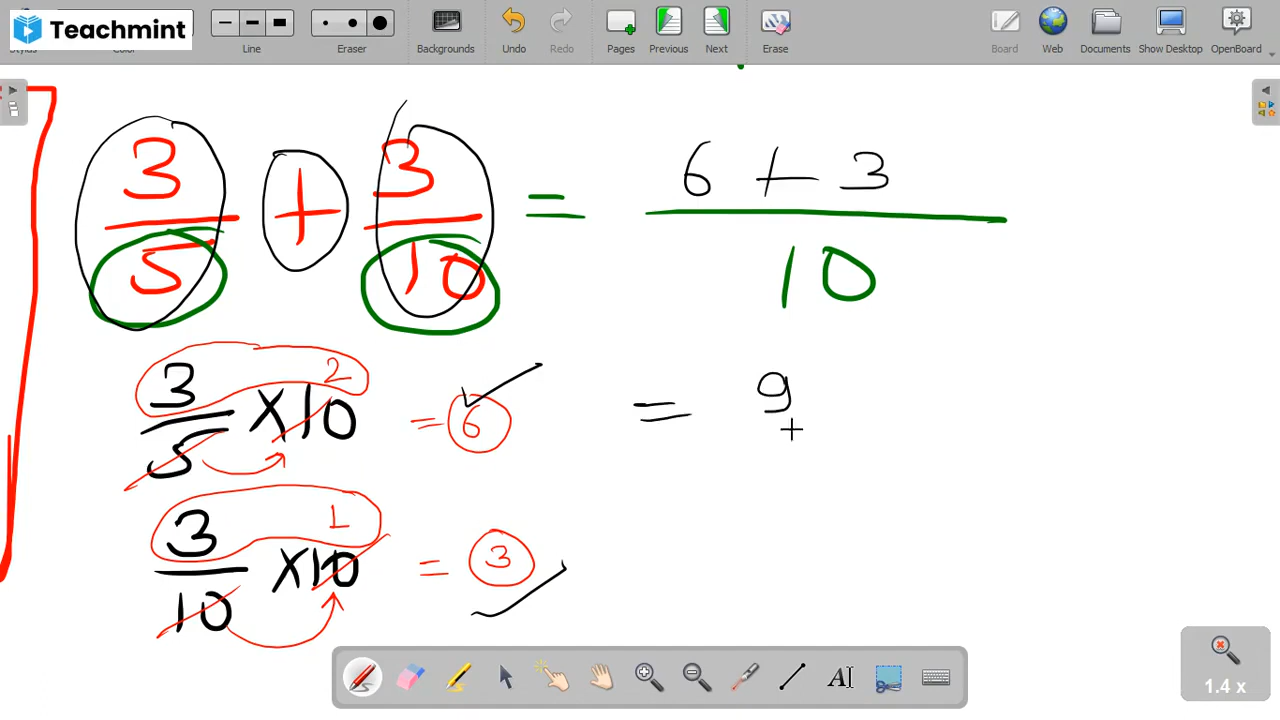 Teachmint
Line Eraser Backgrounds Undo Redo Pages Previous Next Erase Board Web Documents Show Desktop OpenBoard
3/5 + 3/10 = 6 + 3/10
3/5 × 10 2 = 6
= 9
3/10 × 10 1 = 3
1.4 x